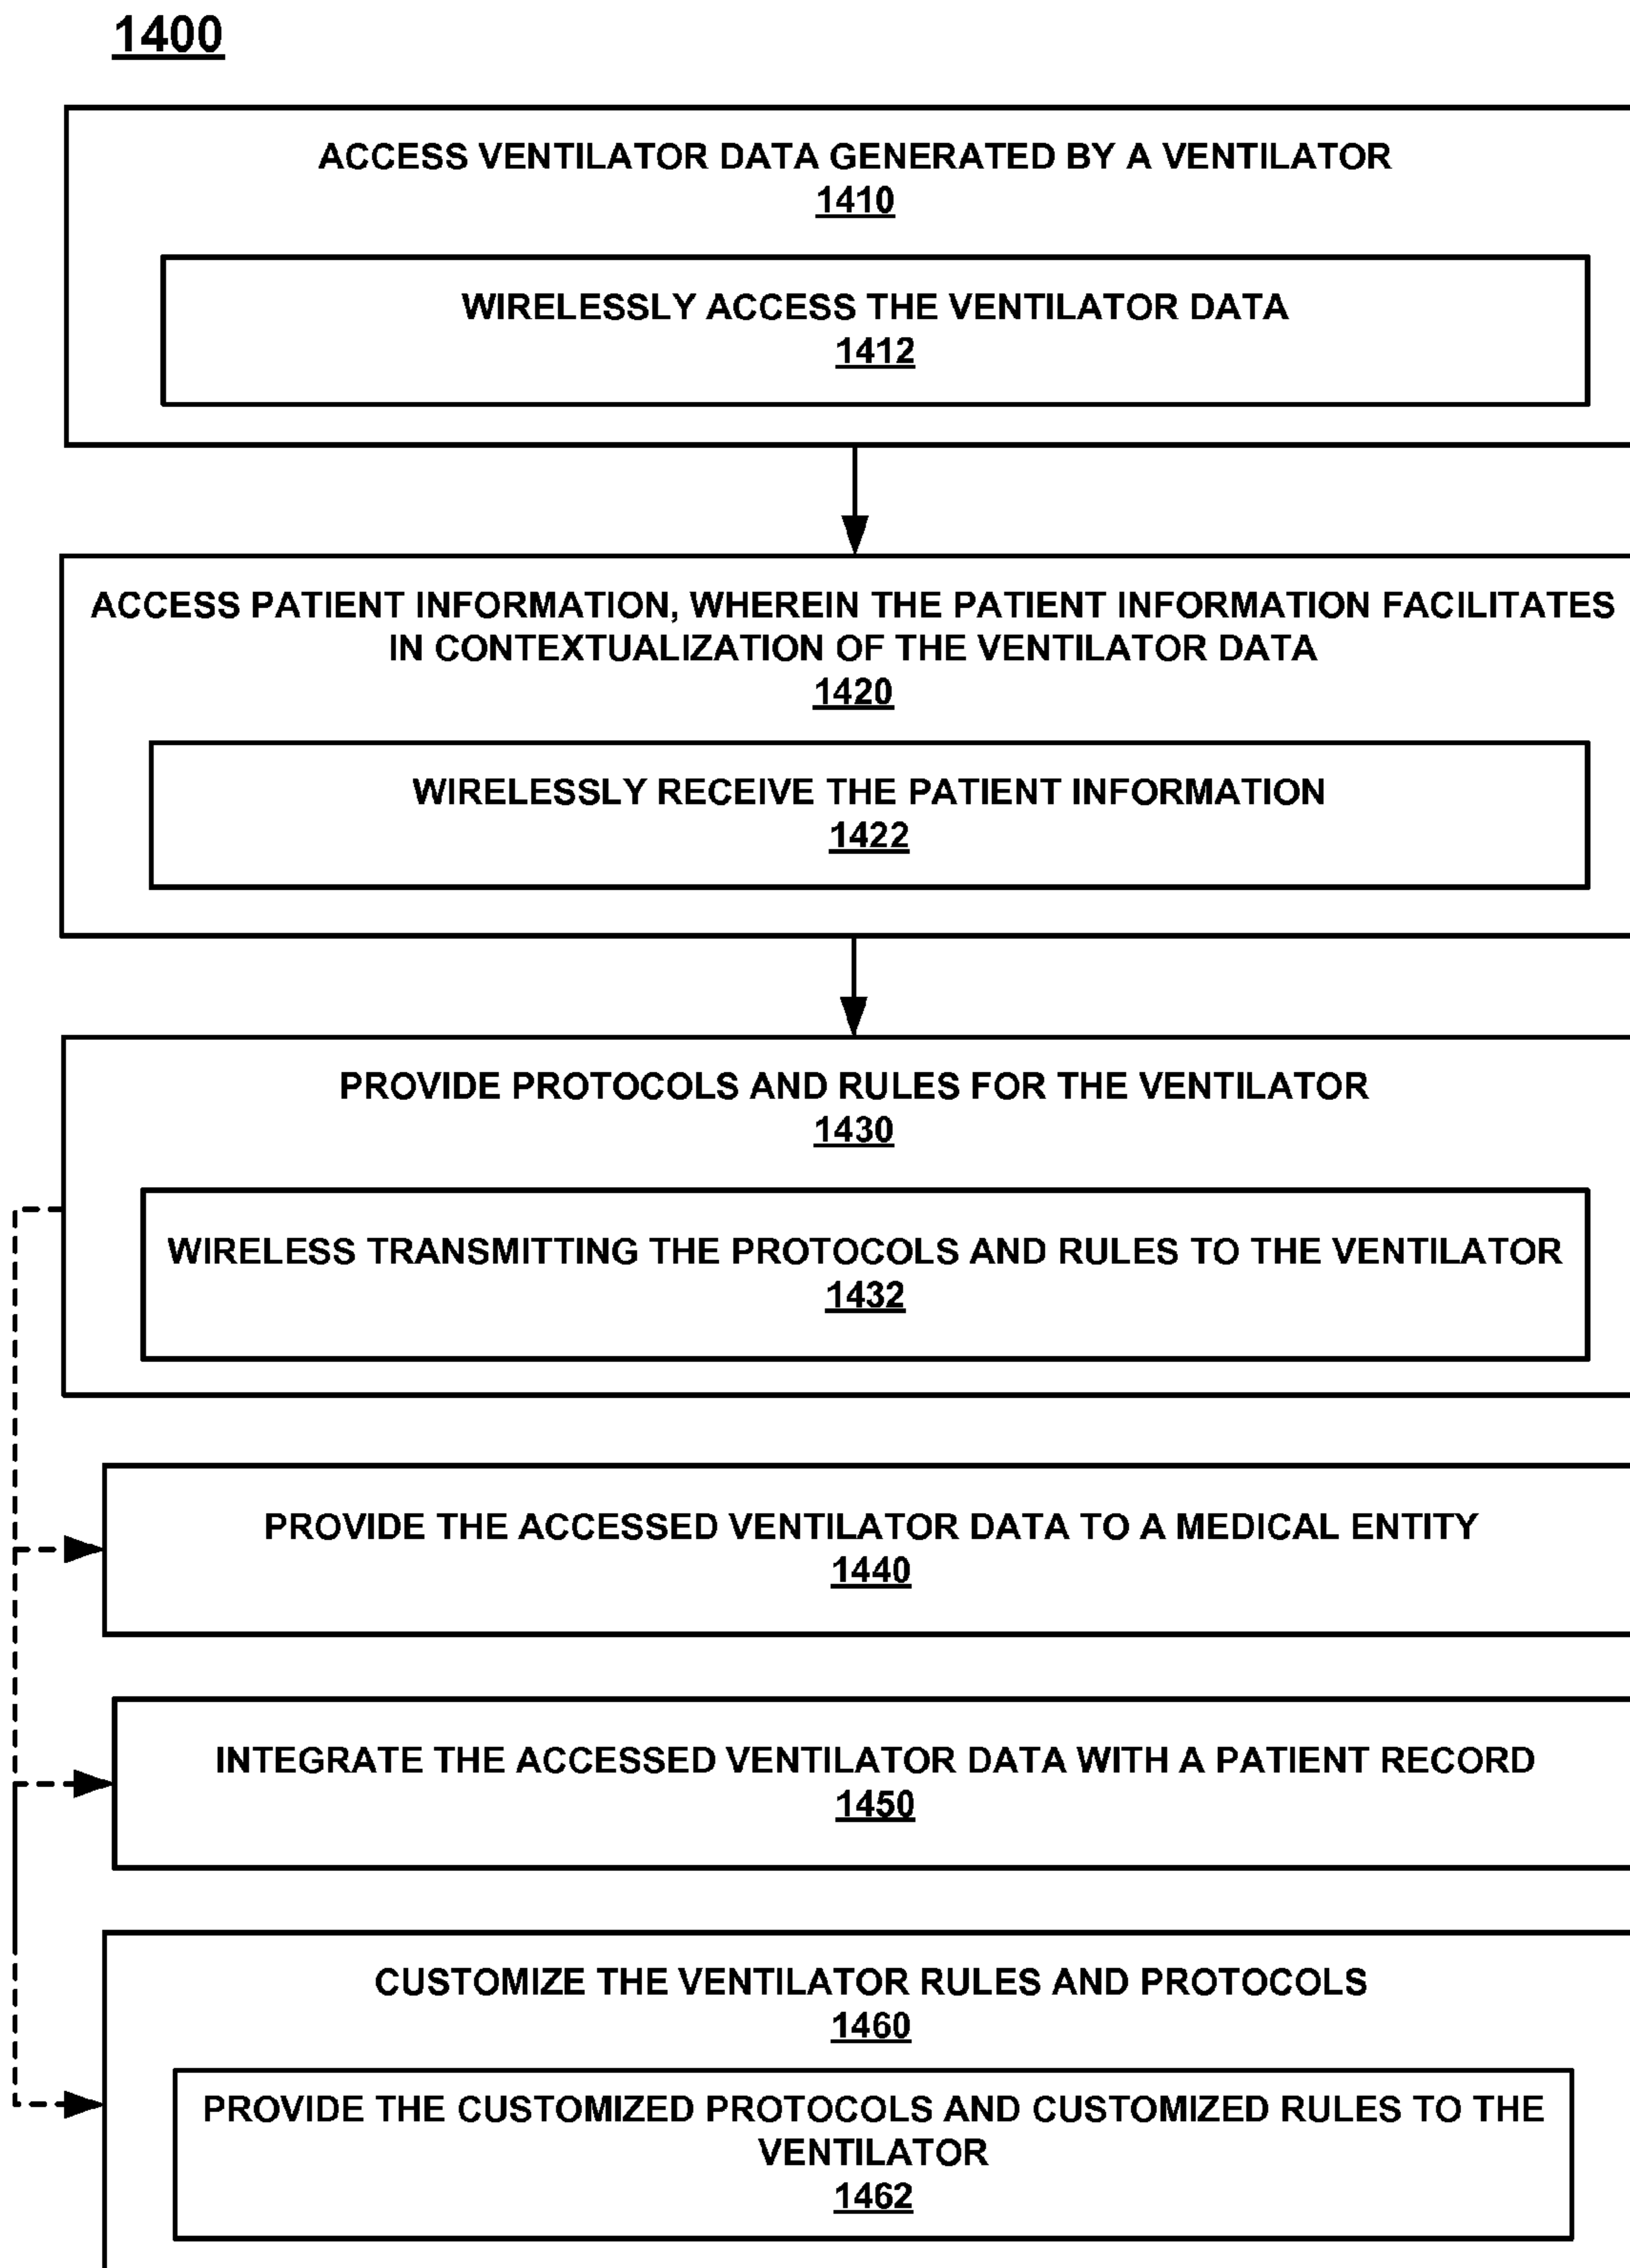 1400
ACCESS VENTILATOR DATA GENERATED BY A VENTILATOR
1410
WIRELESSLY ACCESS THE VENTILATOR DATA
1412
ACCESS PATIENT INFORMATION, WHEREIN THE PATIENT INFORMATION FACILITATES
IN CONTEXTUALIZATION OF THE VENTILATOR DATA
1420
WIRELESSLY RECEIVE THE PATIENT INFORMATION
1422
PROVIDE PROTOCOLS AND RULES FOR THE VENTILATOR
1430
WIRELESS TRANSMITTING THE PROTOCOLS AND RULES TO THE VENTILATOR
1432
PROVIDE THE ACCESSED VENTILATOR DATA TO A MEDICAL ENTITY
1440
INTEGRATE THE ACCESSED VENTILATOR DATA WITH A PATIENT RECORD
1450
CUSTOMIZE THE VENTILATOR RULES AND PROTOCOLS
1460
PROVIDE THE CUSTOMIZED PROTOCOLS AND CUSTOMIZED RULES TO THE
VENTILATOR
1462